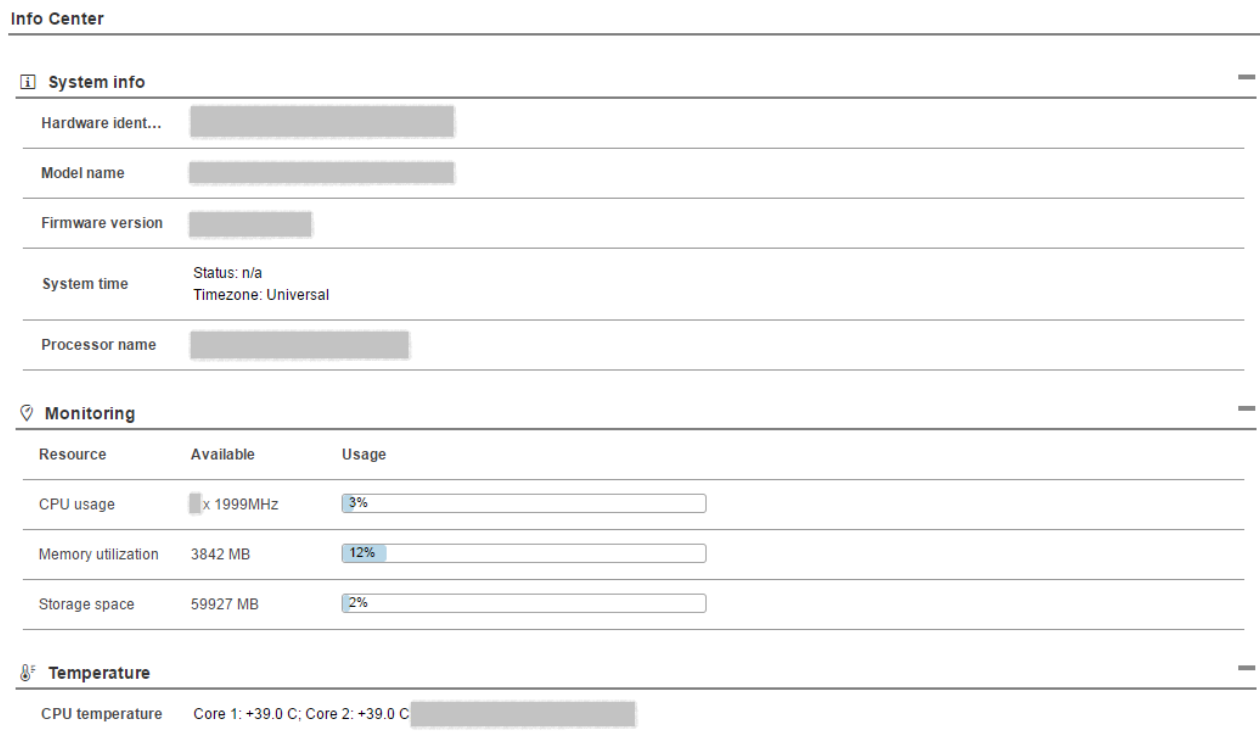 Info Center
System info
Hardware ident...
Model name
Firmware version
System time
Status: n/a
Timezone: Universal
Processor name
Monitoring
Resource Available Usage
CPU usage x 1999MHz 3%
Memory utilization 3842 MB 12%
Storage space 59927 MB 2%
Temperature
CPU temperature Core 1: +39.0 C; Core 2: +39.0 C